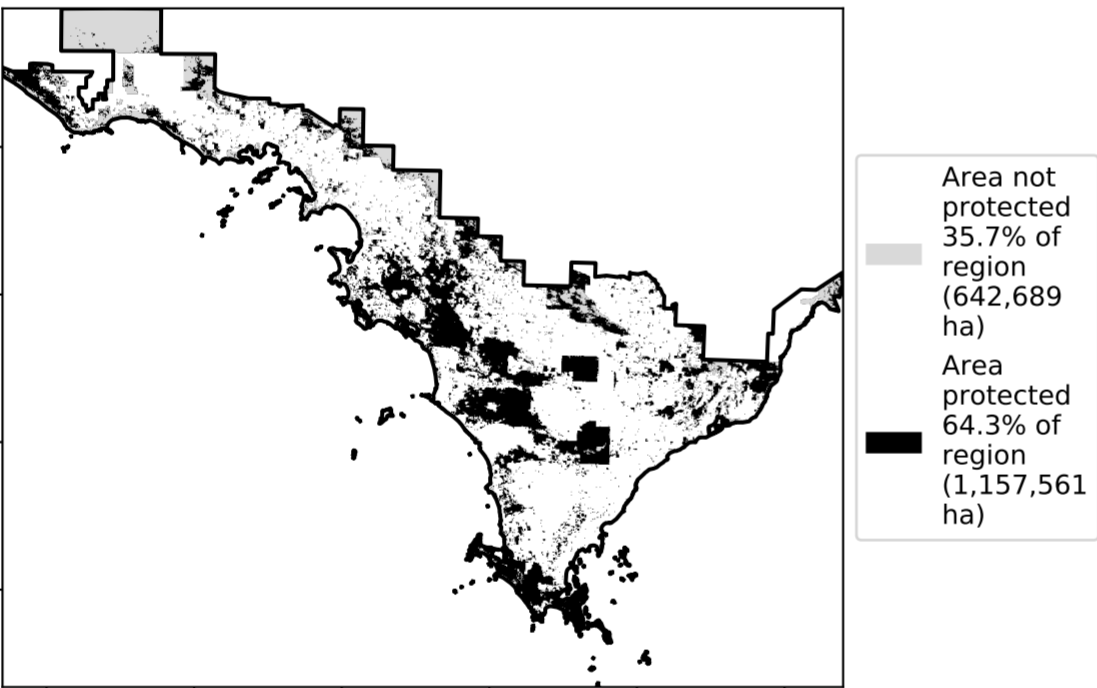 Area not
protected
35.7% of
region
(642,689
ha)
Area
protected
64.3% of
region
(1,157,561
ha)